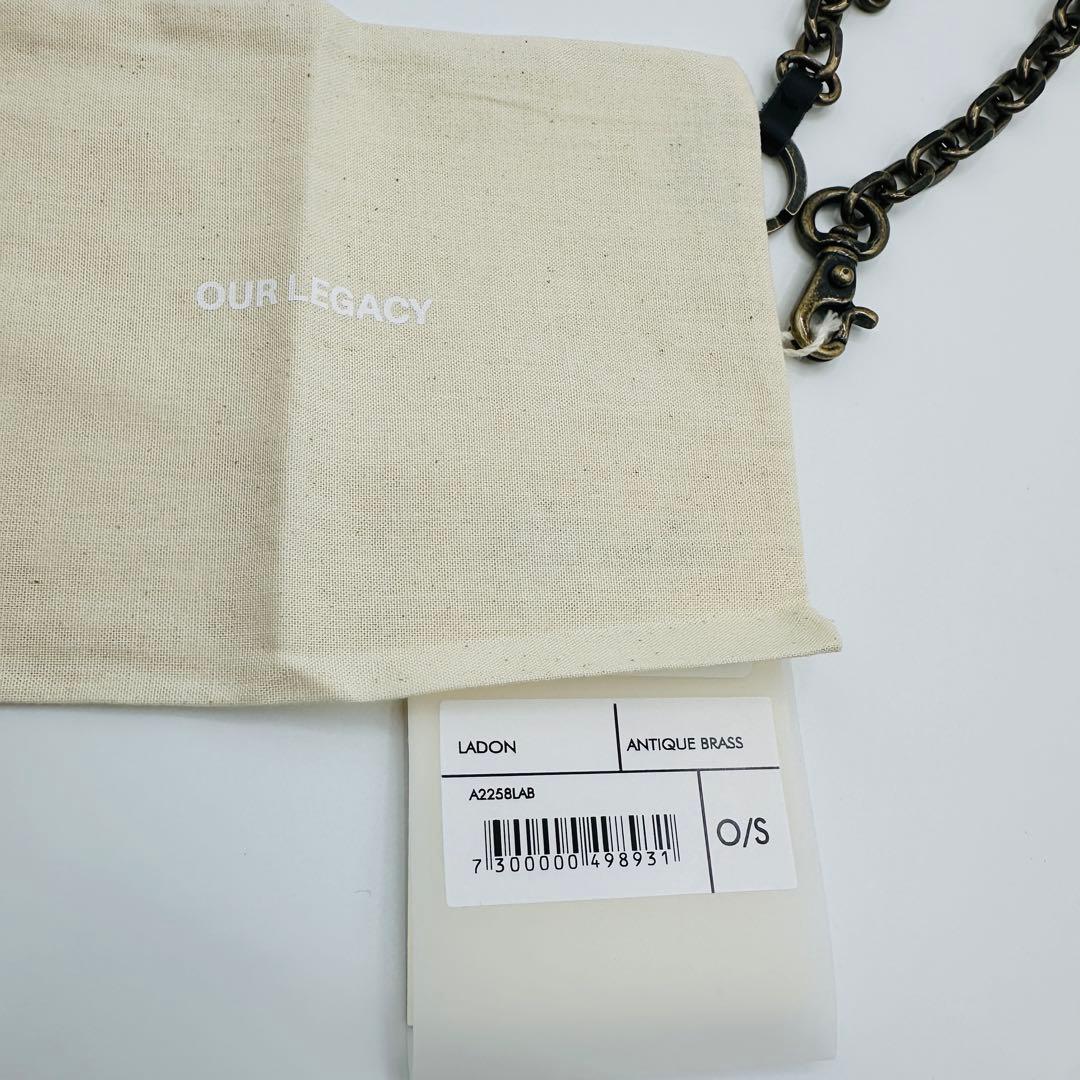 OUR LEGACY
LADON
ANTIQUE BRASS
A2258LAB
O/S
7 300000 498931